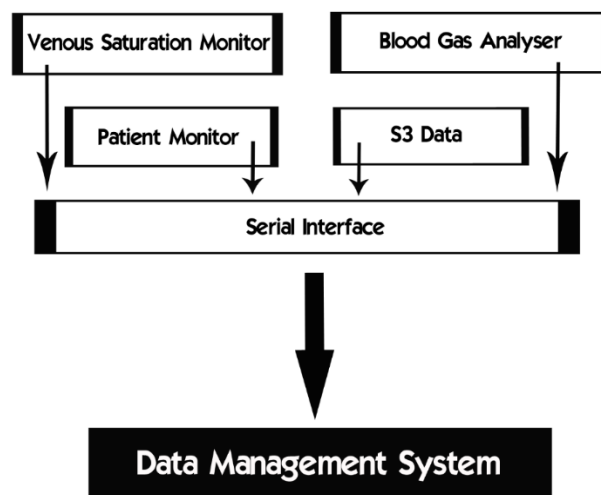 Venous Saturation Monitor
Blood Gas Analyser
Patient Monitor
S3 Data
Serial Interface
Data Management System